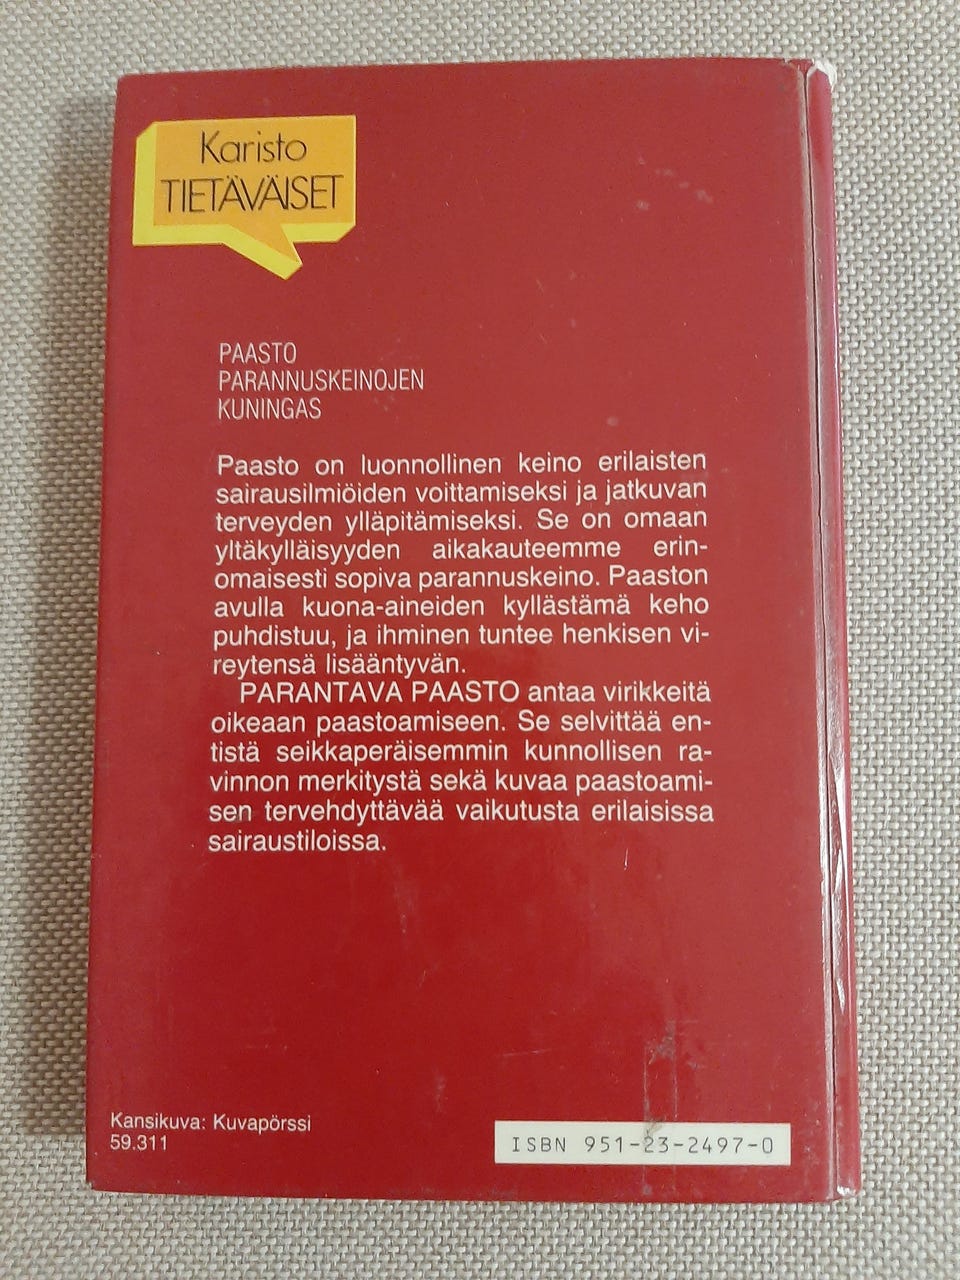 Karisto
TIETÄVÄISET
PAASTO
PARANNUSKEINOJEN
KUNINGAS
Paasto on luonnollinen keino erilaisten
sairausilmiöiden voittamiseksi ja jatkuvan
terveyden ylläpitämiseksi. Se on omaan
yltäkylläisyyden aikakauteemme erin-
omaisesti sopiva parannuskeino. Paaston
avulla kuona-aineiden kyllästämä keho
puhdistuu, ja ihminen tuntee henkisen vi-
reytensä lisääntyvän.
PARANTAVA PAASTO antaa virikkeitä
oikeaan paastoamiseen. Se selvittää en-
tistä seikkaperäisemmin kunnollisen ra-
vinnon merkitystä sekä kuvaa paastoami-
sen tervehdyttävää vaikutusta erilaisissa
sairaustiloissa.
Kansikuva: Kuvapörssi
59.311
ISBN 951-23-2497-0